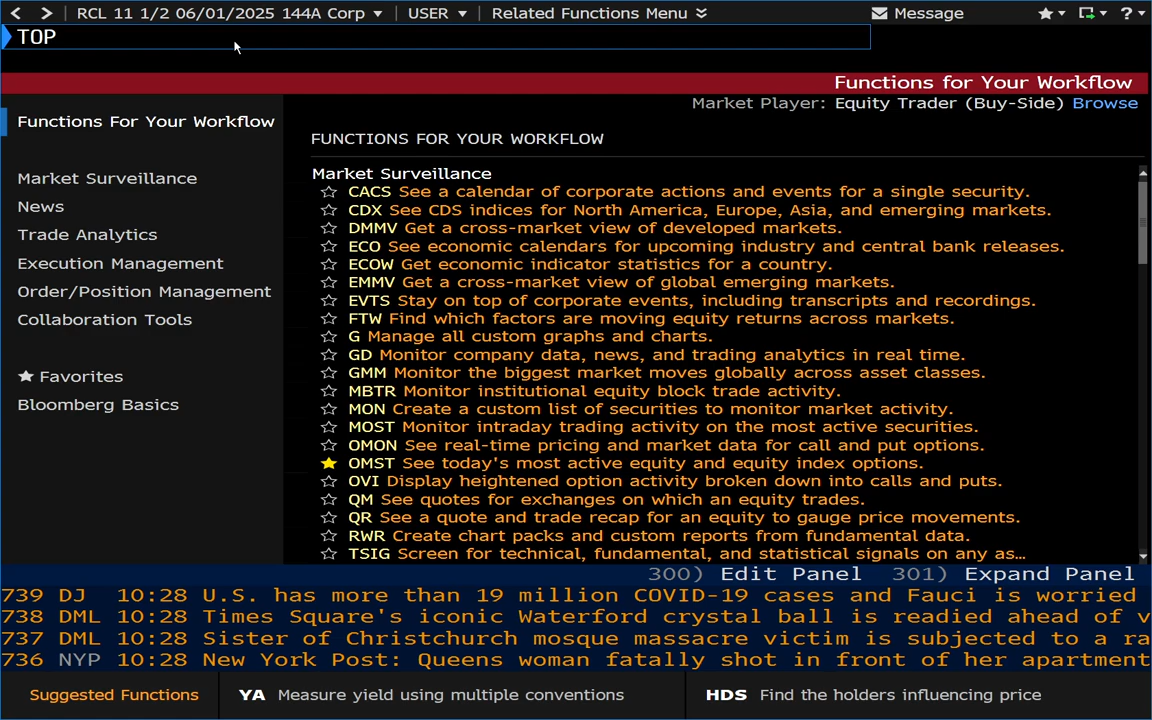 RCL 11 1/2 06/01/2025 144A Corp USER Related Functions Menu Message ?
TOP
Functions for Your Workflow
Market Player: Equity Trader (Buy-Side) Browse
Functions For Your Workflow
Market Surveillance
News
Trade Analytics
Execution Management
Order/Position Management
Collaboration Tools
Favorites
Bloomberg Basics
FUNCTIONS FOR YOUR WORKFLOW
Market Surveillance
CACS See a calendar of corporate actions and events for a single security.
CDX See CDS indices for North America, Europe, Asia, and emerging markets.
DMMV Get a cross-market view of developed markets.
ECO See economic calendars for upcoming industry and central bank releases.
ECOW Get economic indicator statistics for a country.
EMMV Get a cross-market view of global emerging markets.
EVTS Stay on top of corporate events, including transcripts and recordings.
FTW Find which factors are moving equity returns across markets.
G Manage all custom graphs and charts.
GD Monitor company data, news, and trading analytics in real time.
GMM Monitor the biggest market moves globally across asset classes.
MBTR Monitor institutional equity block trade activity.
MON Create a custom list of securities to monitor market activity.
MOST Monitor intraday trading activity on the most active securities.
OMON See real-time pricing and market data for call and put options.
OMST See today's most active equity and equity index options.
OVI Display heightened option activity broken down into calls and puts.
QM See quotes for exchanges on which an equity trades.
QR See a quote and trade recap for an equity to gauge price movements.
RWR Create chart packs and custom reports from fundamental data.
TSIG Screen for technical, fundamental, and statistical signals on any as...
300) Edit Panel 301) Expand Panel
739 DJ 10:28 U.S. has more than 19 million COVID-19 cases and Fauci is worried
738 DML 10:28 Times Square's iconic Waterford crystal ball is readied ahead of v
737 DML 10:28 Sister of Christchurch mosque massacre victim is subjected to a ra
736 NYP 10:28 New York Post: Queens woman fatally shot in front of her apartment
Suggested Functions YA Measure yield using multiple conventions HDS Find the holders influencing price